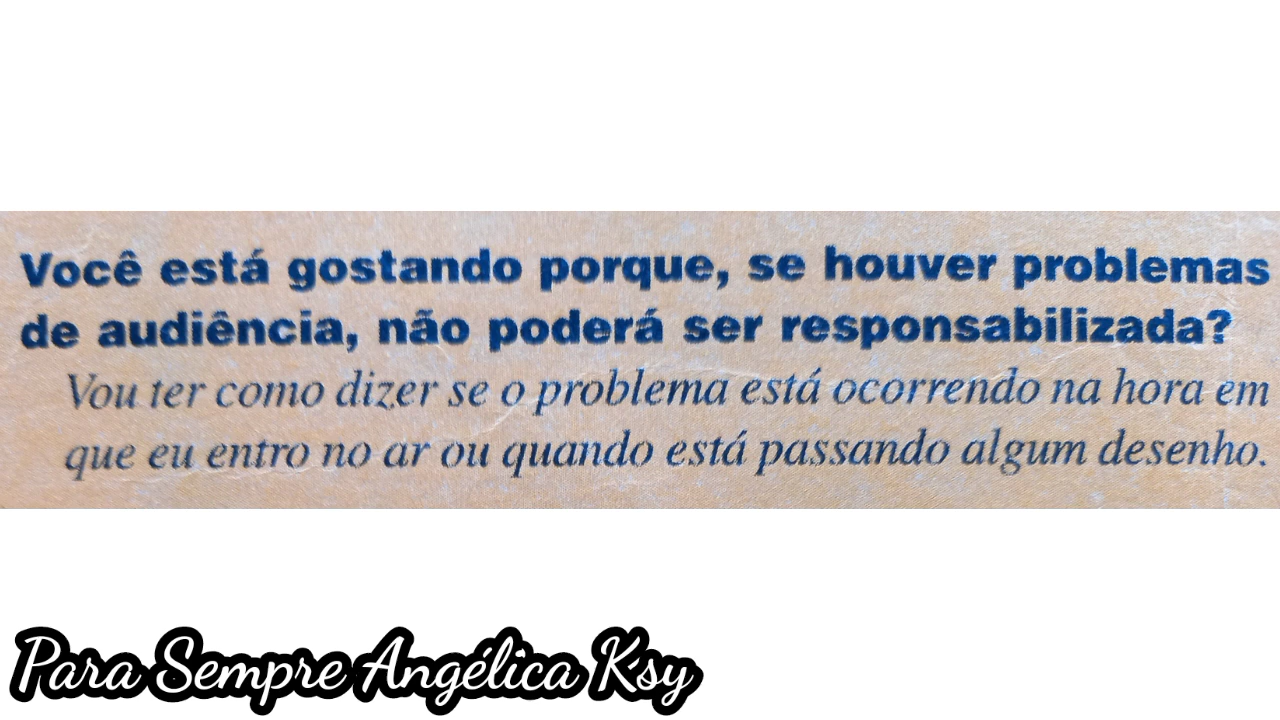 Você está gostando porque, se houver problemas
de audiência, não poderá ser responsabilizada?
Vou ter como dizer se o problema está ocorrendo na hora em
que eu entro no ar ou quando está passando algum desenho.
Para Sempre Angélica Ksy